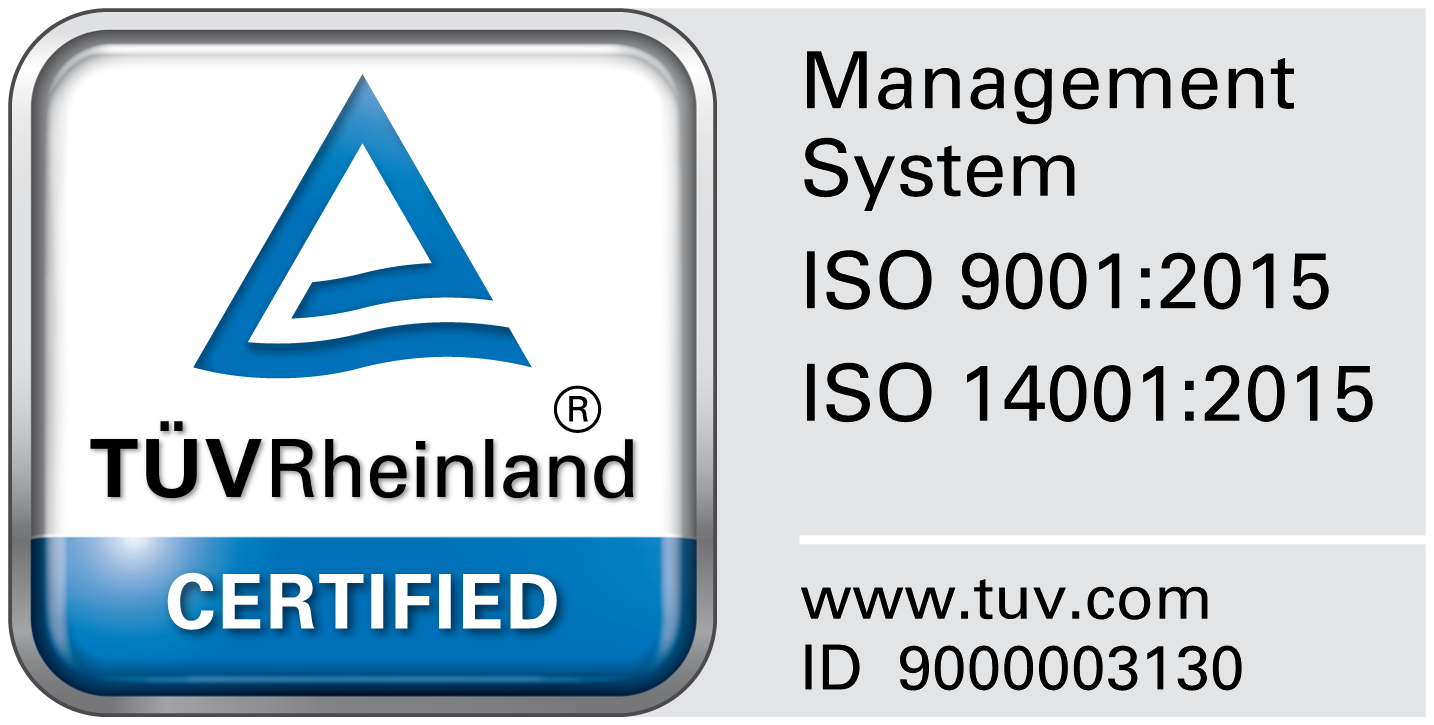 ®
TÜVRheinland
CERTIFIED
Management
System
ISO 9001:2015
ISO 14001:2015
www.tuv.com
ID 9000003130